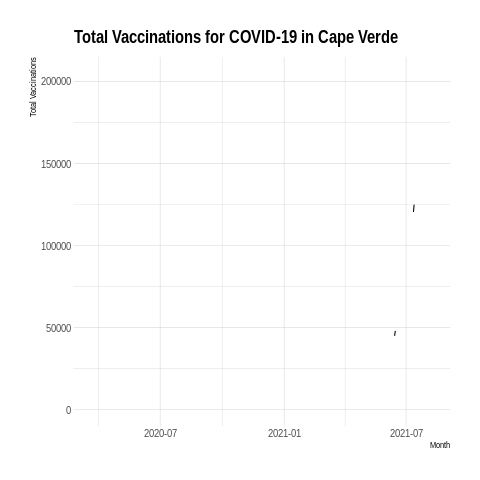 Total Vaccinations for COVID-19 in Cape Verde
Total Vaccinations
200000
150000
100000
50000
0
2020-07
2021-01
2021-07
Month